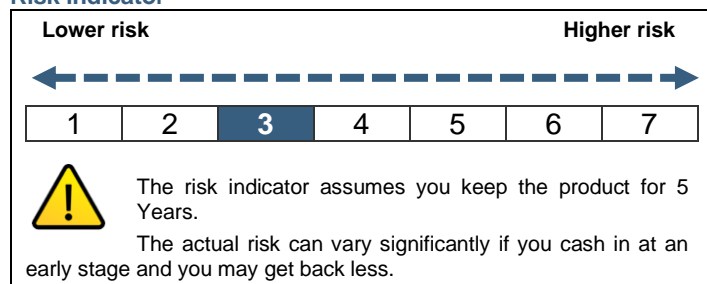 Risk indicator
Lower risk Higher risk
1 2 3 4 5 6 7
The risk indicator assumes you keep the product for 5
Years.
The actual risk can vary significantly if you cash in at an
early stage and you may get back less.